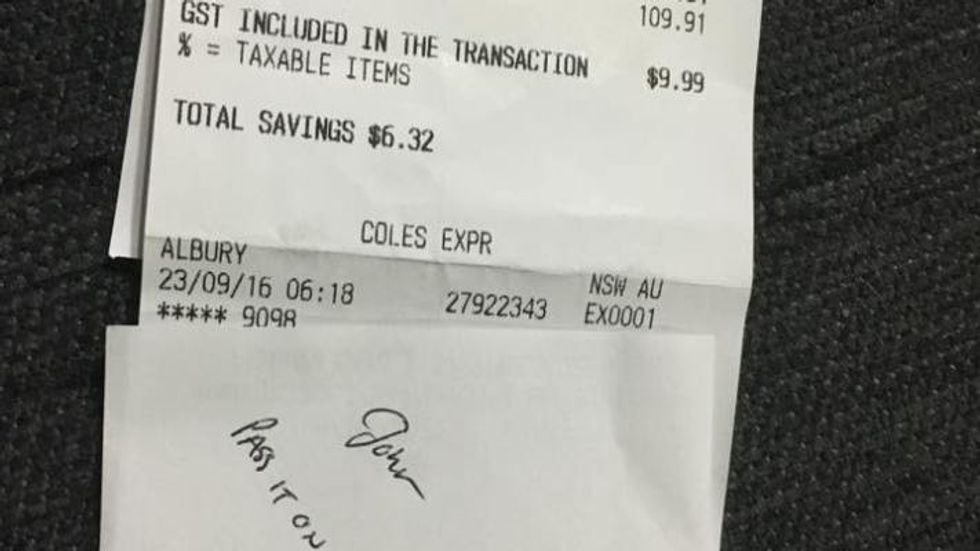 109.91
GST INCLUDED IN THE TRANSACTION $9.99
% = TAXABLE ITEMS
TOTAL SAVINGS $6.32
COLES EXPR
ALBURY NSW AU
23/09/16 06:18 27922343 EX0001
***** 9098
John
PASS IT ON